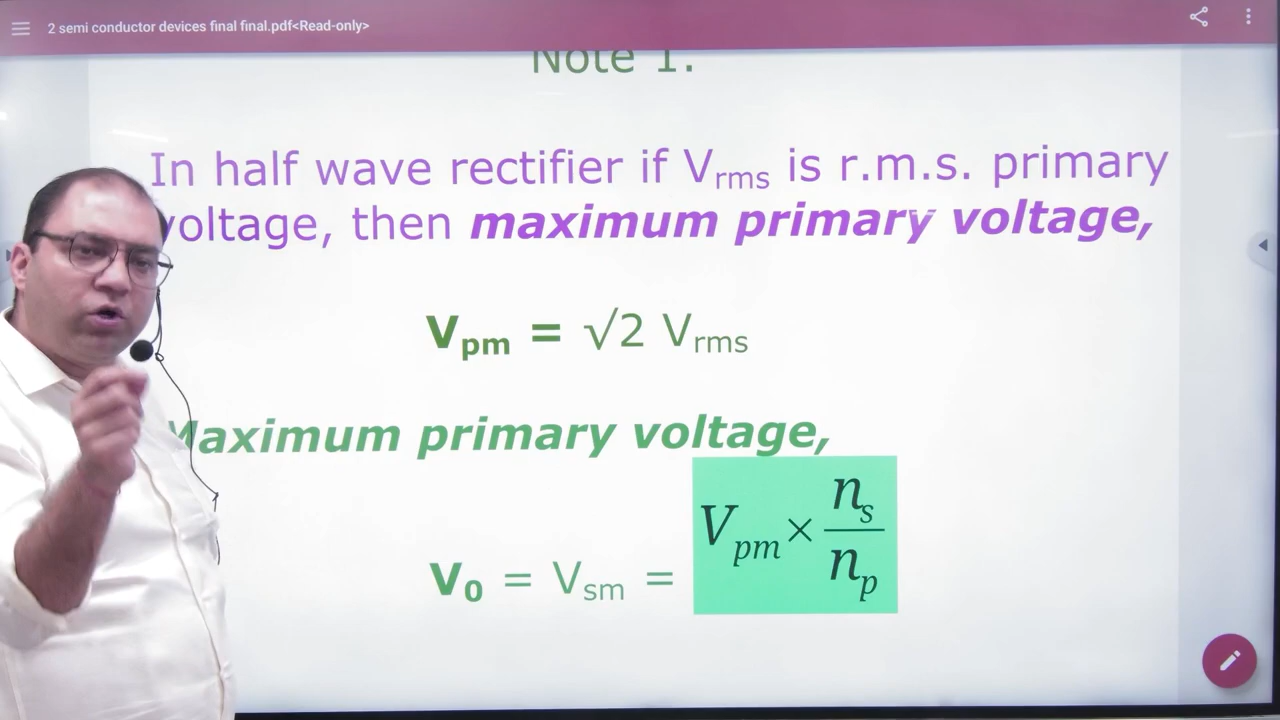 2 semi conductor devices final final.pdf<Read-only>
Note 1.
In half wave rectifier if Vrms is r.m.s. primary
voltage, then maximum primary voltage,
Vpm = √2 Vrms
Maximum primary voltage,
V0 = Vsm = Vpm × ns/np